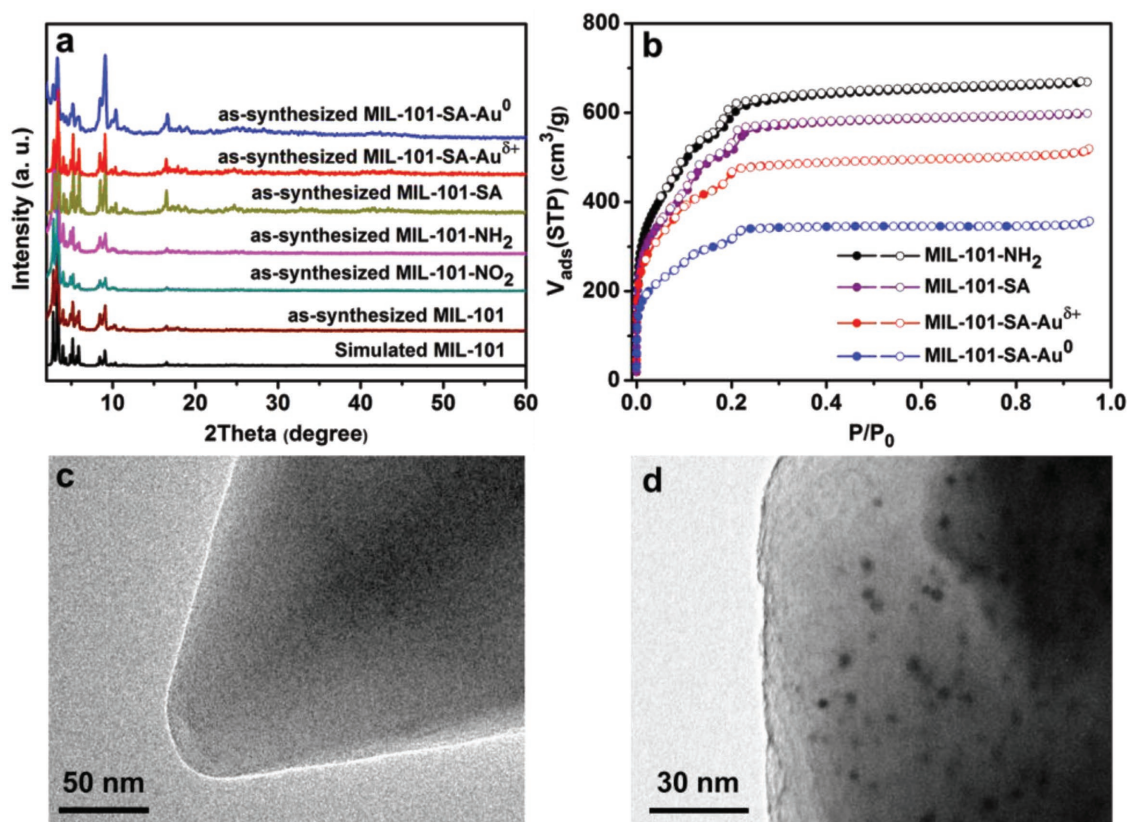 a
Intensity (a. u.)
as-synthesized MIL-101-SA-Au⁰
as-synthesized MIL-101-SA-Auᵟ⁺
as-synthesized MIL-101-SA
as-synthesized MIL-101-NH₂
as-synthesized MIL-101-NO₂
as-synthesized MIL-101
Simulated MIL-101
10 20 30 40 50 60
2Theta (degree)
b
Vads(STP) (cm³/g)
800
600
400
200
0
MIL-101-NH₂
MIL-101-SA
MIL-101-SA-Auᵟ⁺
MIL-101-SA-Au⁰
0.0 0.2 0.4 0.6 0.8 1.0
P/P₀
c
50 nm
d
30 nm